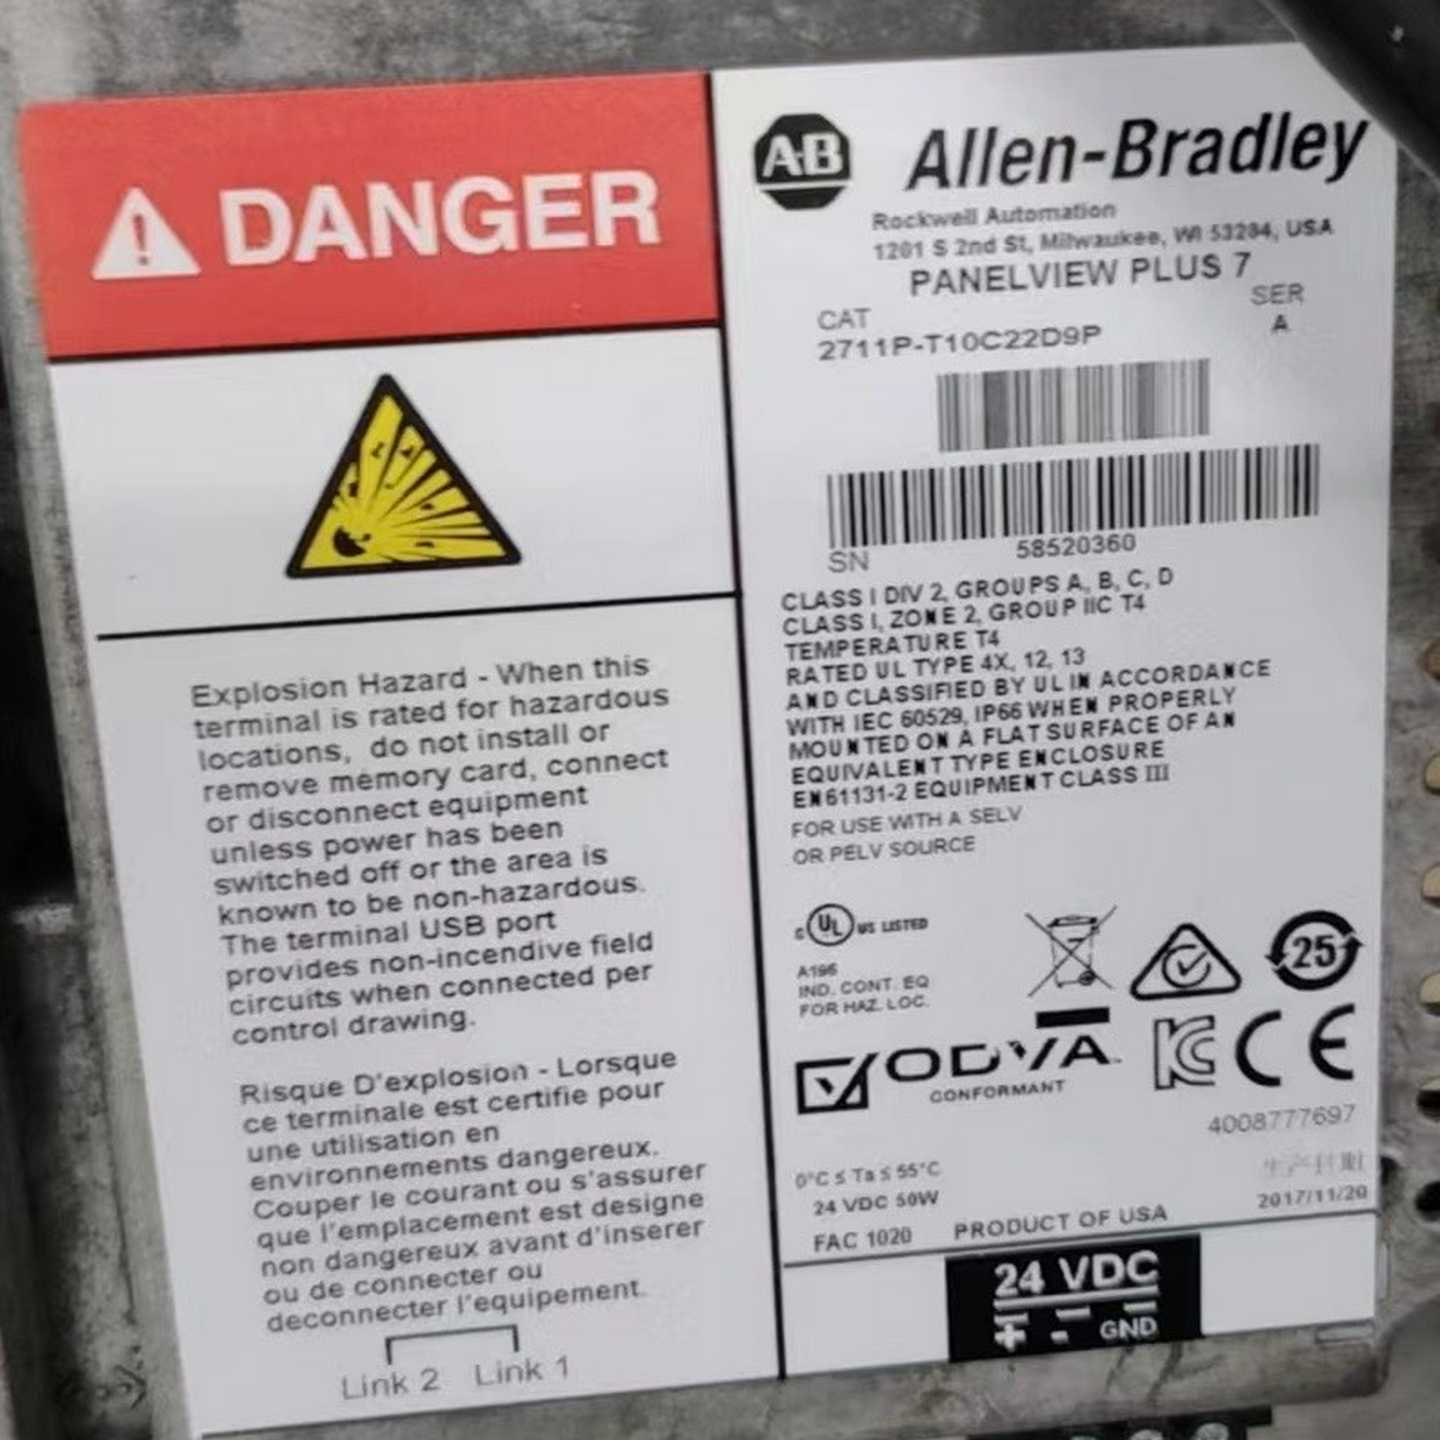 DANGER
Explosion Hazard - When this
terminal is rated for hazardous
locations, do not install or
remove memory card, connect
or disconnect equipment
unless power has been
switched off or the area is
known to be non-hazardous.
The terminal USB port
provides non-incendive field
circuits when connected per
control drawing.
Risque D'explosion - Lorsque
ce terminale est certifie pour
une utilisation en
environnements dangereux.
Couper le courant ou s'assurer
que l'emplacement est designe
non dangereux avant d'inserer
ou de connecter ou
deconnecter l'equipement.
Link 2 Link 1
A-B Allen-Bradley
Rockwell Automation
1201 S 2nd St, Milwaukee, WI 53204, USA
PANELVIEW PLUS 7
CAT SER
2711P-T10C22D9P A
SN 58520360
CLASS I DIV 2, GROUPS A, B, C, D
CLASS I, ZONE 2, GROUP IIC T4
TEMPERATURE T4
RATED UL TYPE 4X, 12, 13
AND CLASSIFIED BY UL IN ACCORDANCE
WITH IEC 60529, IP66 WHEN PROPERLY
MOUNTED ON A FLAT SURFACE OF AN
EQUIVALENT TYPE ENCLOSURE
EN61131-2 EQUIPMENT CLASS III
FOR USE WITH A SELV
OR PELV SOURCE
C UL US LISTED
A196
IND. CONT. EQ
FOR HAZ. LOC.
25
ODVA
CONFORMANT
KC CE
4008777697
生产日期
2017/11/20
0°C ≤ Ta ≤ 55°C
24 VDC 50W
FAC 1020 PRODUCT OF USA
24 VDC
+ - GND